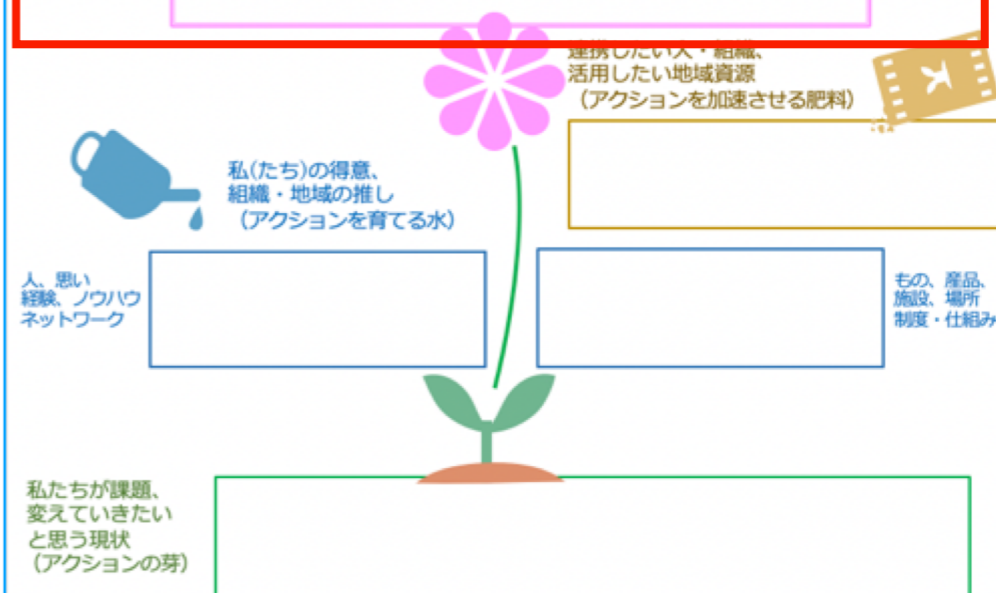 連携したい人・組織、
活用したい地域資源
（アクションを加速させる肥料）
私(たち)の得意、
組織・地域の推し
（アクションを育てる水）
人、思い
経験、ノウハウ
ネットワーク
もの、産品、
施設、場所
制度・仕組み
私たちが課題、
変えていきたい
と思う現状
（アクションの芽）